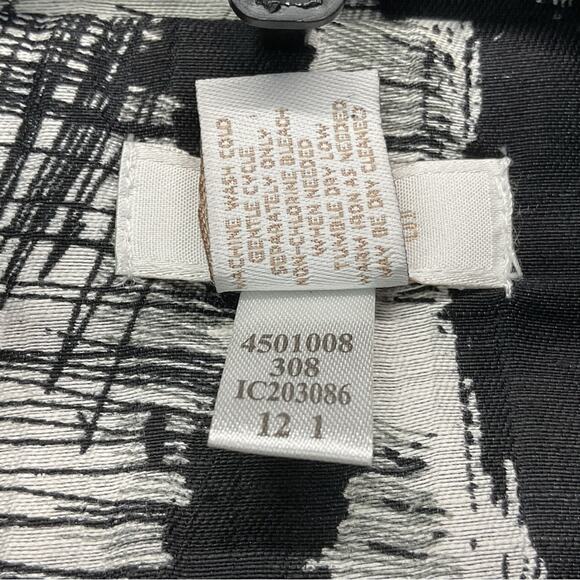 MACHINE WASH COLD
GENTLE CYCLE
SEPARATELY, ONLY
NON-CHLORINE BLEACH
WHEN NEEDED
TUMBLE DRY LOW
WARM IRON AS NEEDED
MAY BE DRY CLEANED
4501008
308
IC203086
12 1